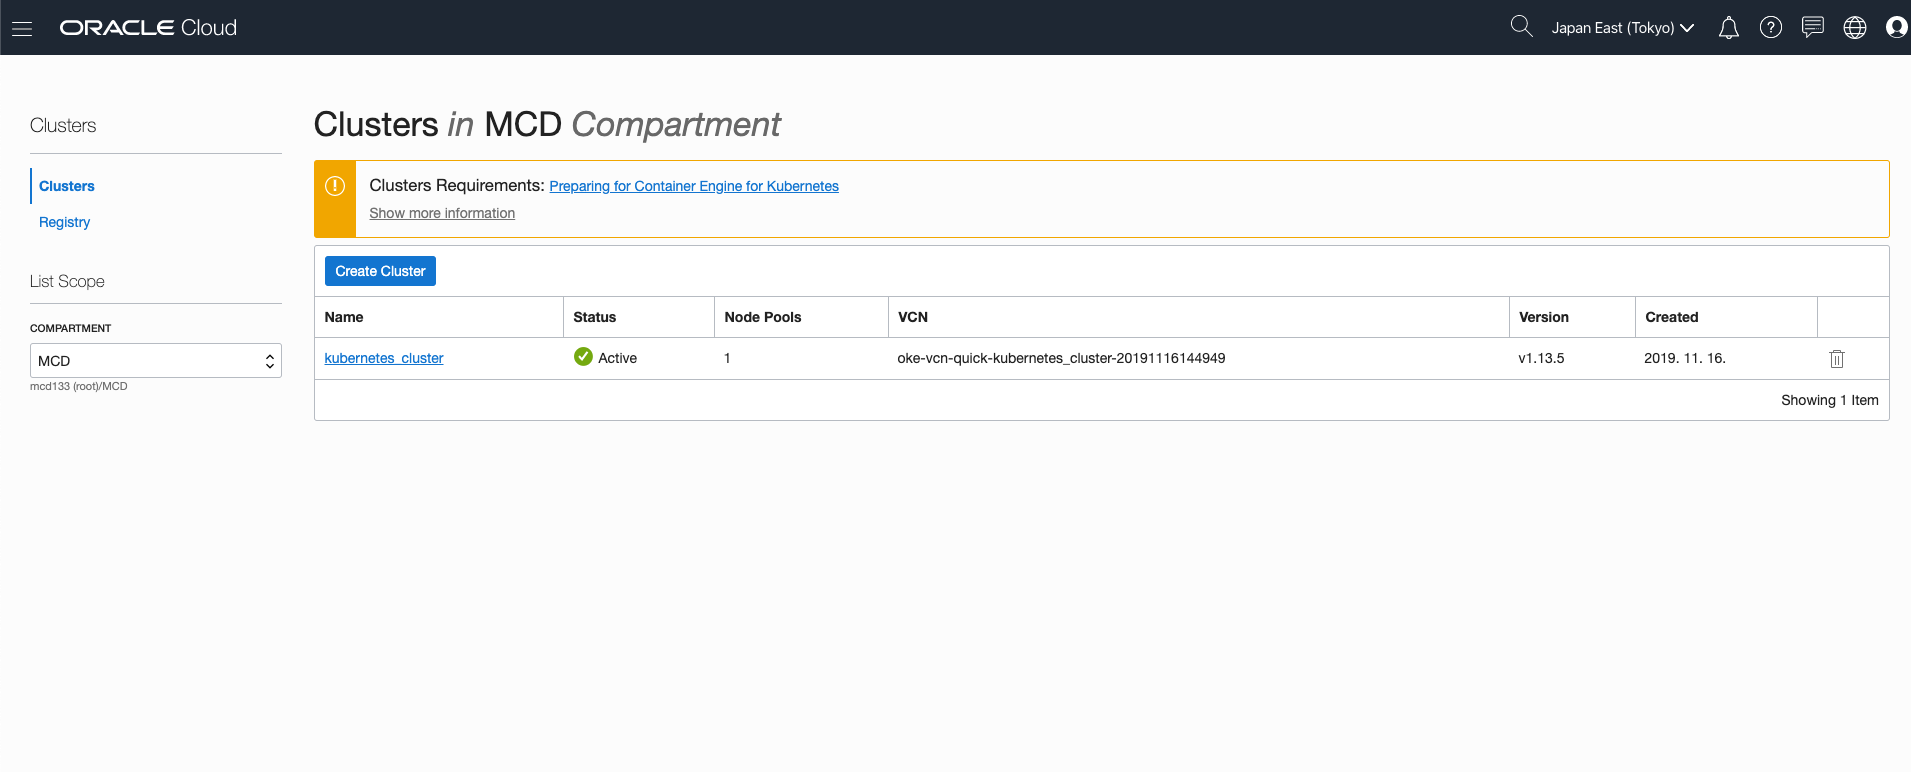 ORACLE Cloud
Japan East (Tokyo)
Clusters
Clusters
Registry
List Scope
COMPARTMENT
MCD
mcd133 (root)/MCD
Clusters in MCD Compartment
Clusters Requirements: Preparing for Container Engine for Kubernetes
Show more information
Create Cluster
Name Status Node Pools VCN Version Created
kubernetes_cluster Active 1 oke-vcn-quick-kubernetes_cluster-20191116144949 v1.13.5 2019. 11. 16.
Showing 1 Item